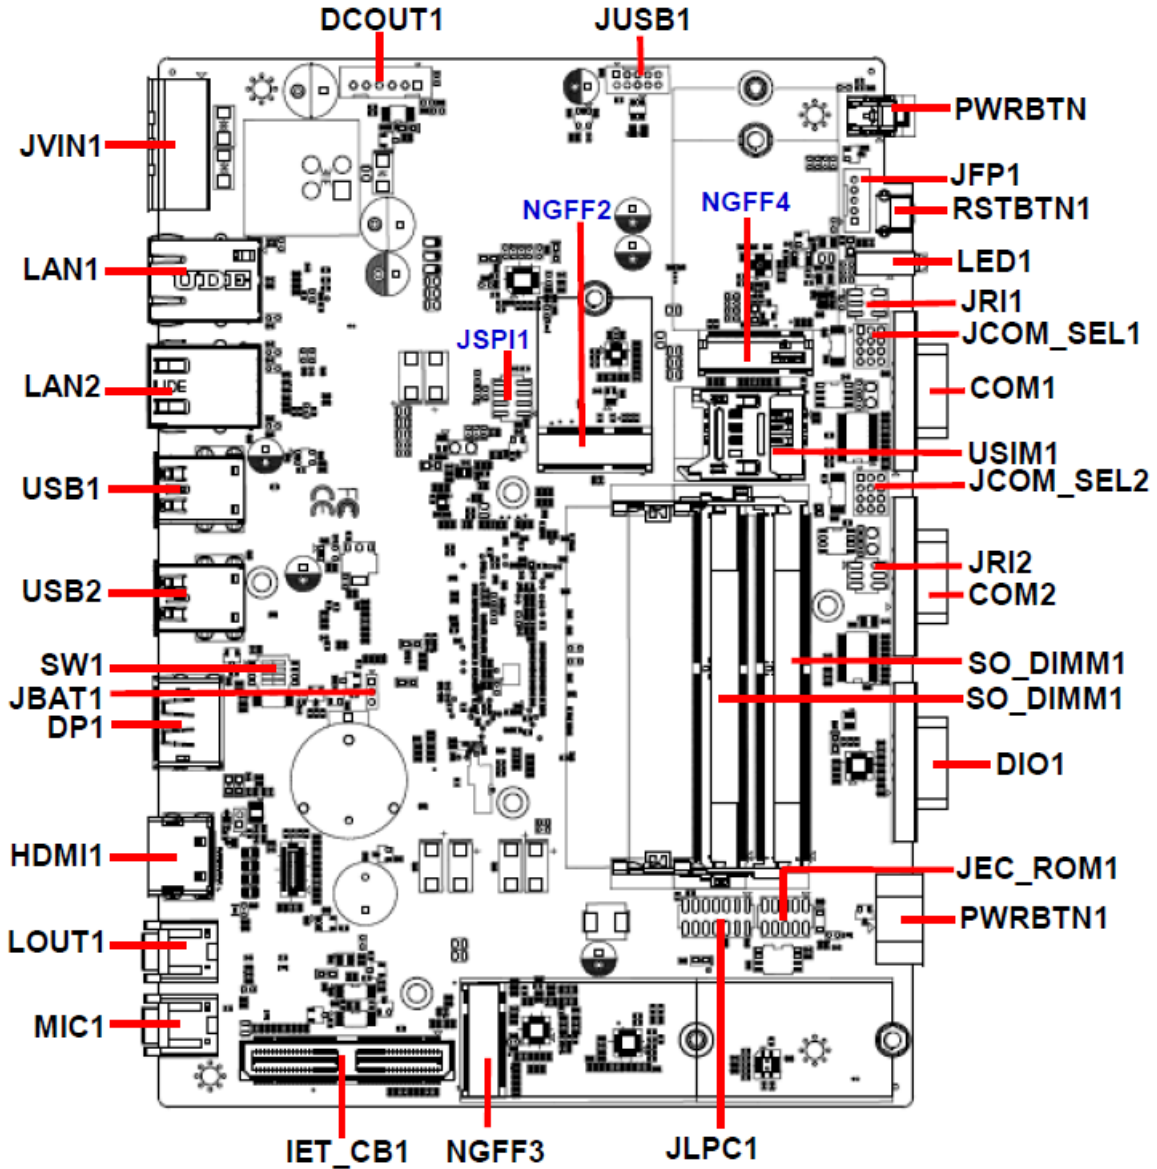 DCOUT1
JUSB1
PWRBTN
JVIN1
JFP1
NGFF2
NGFF4
RSTBTN1
LAN1
LED1
JRI1
JSPI1
JCOM_SEL1
LAN2
COM1
USIM1
USB1
JCOM_SEL2
JRI2
USB2
COM2
SW1
SO_DIMM1
JBAT1
SO_DIMM1
DP1
DIO1
HDMI1
JEC_ROM1
PWRBTN1
LOUT1
MIC1
IET_CB1
NGFF3
JLPC1